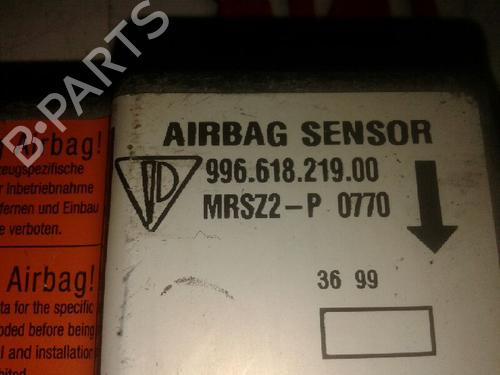 B-PARTS
Airbag!
zeugspezifische
r Inbetriebnahme
fernen und Einbau
e verboten.
Airbag!
ta for the specific
oded before being
al and installation
AIRBAG SENSOR
996.618.219.00
MRSZ2-P 0770
36 99